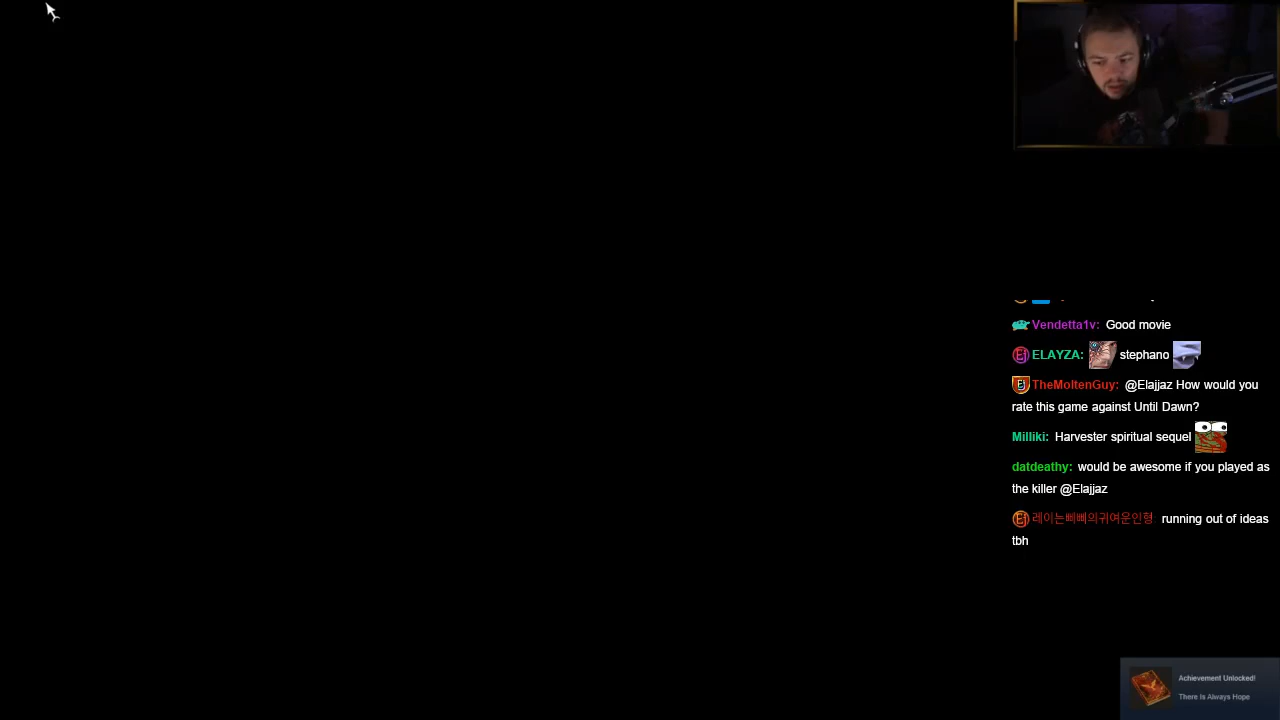 Vendetta1v: Good movie
ELAYZA: stephano
TheMoltenGuy: @Elajjaz How would you
rate this game against Until Dawn?
Milliki: Harvester spiritual sequel
datdeathy: would be awesome if you played as
the killer @Elajjaz
레이는삐삐의귀여운인형 running out of ideas
tbh
Achievement Unlocked!
There Is Always Hope